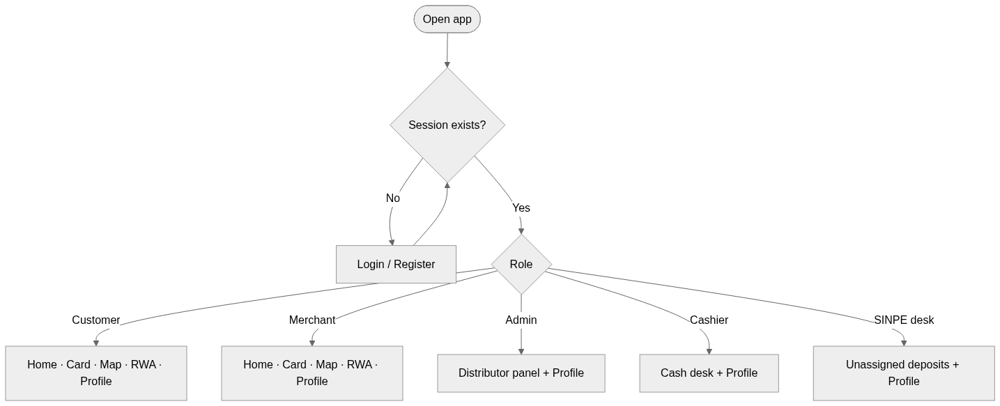 Open app
Session exists?
No
Yes
Login / Register
Role
Customer
Merchant
Admin
Cashier
SINPE desk
Home · Card · Map · RWA ·
Profile
Home · Card · Map · RWA ·
Profile
Distributor panel + Profile
Cash desk + Profile
Unassigned deposits +
Profile